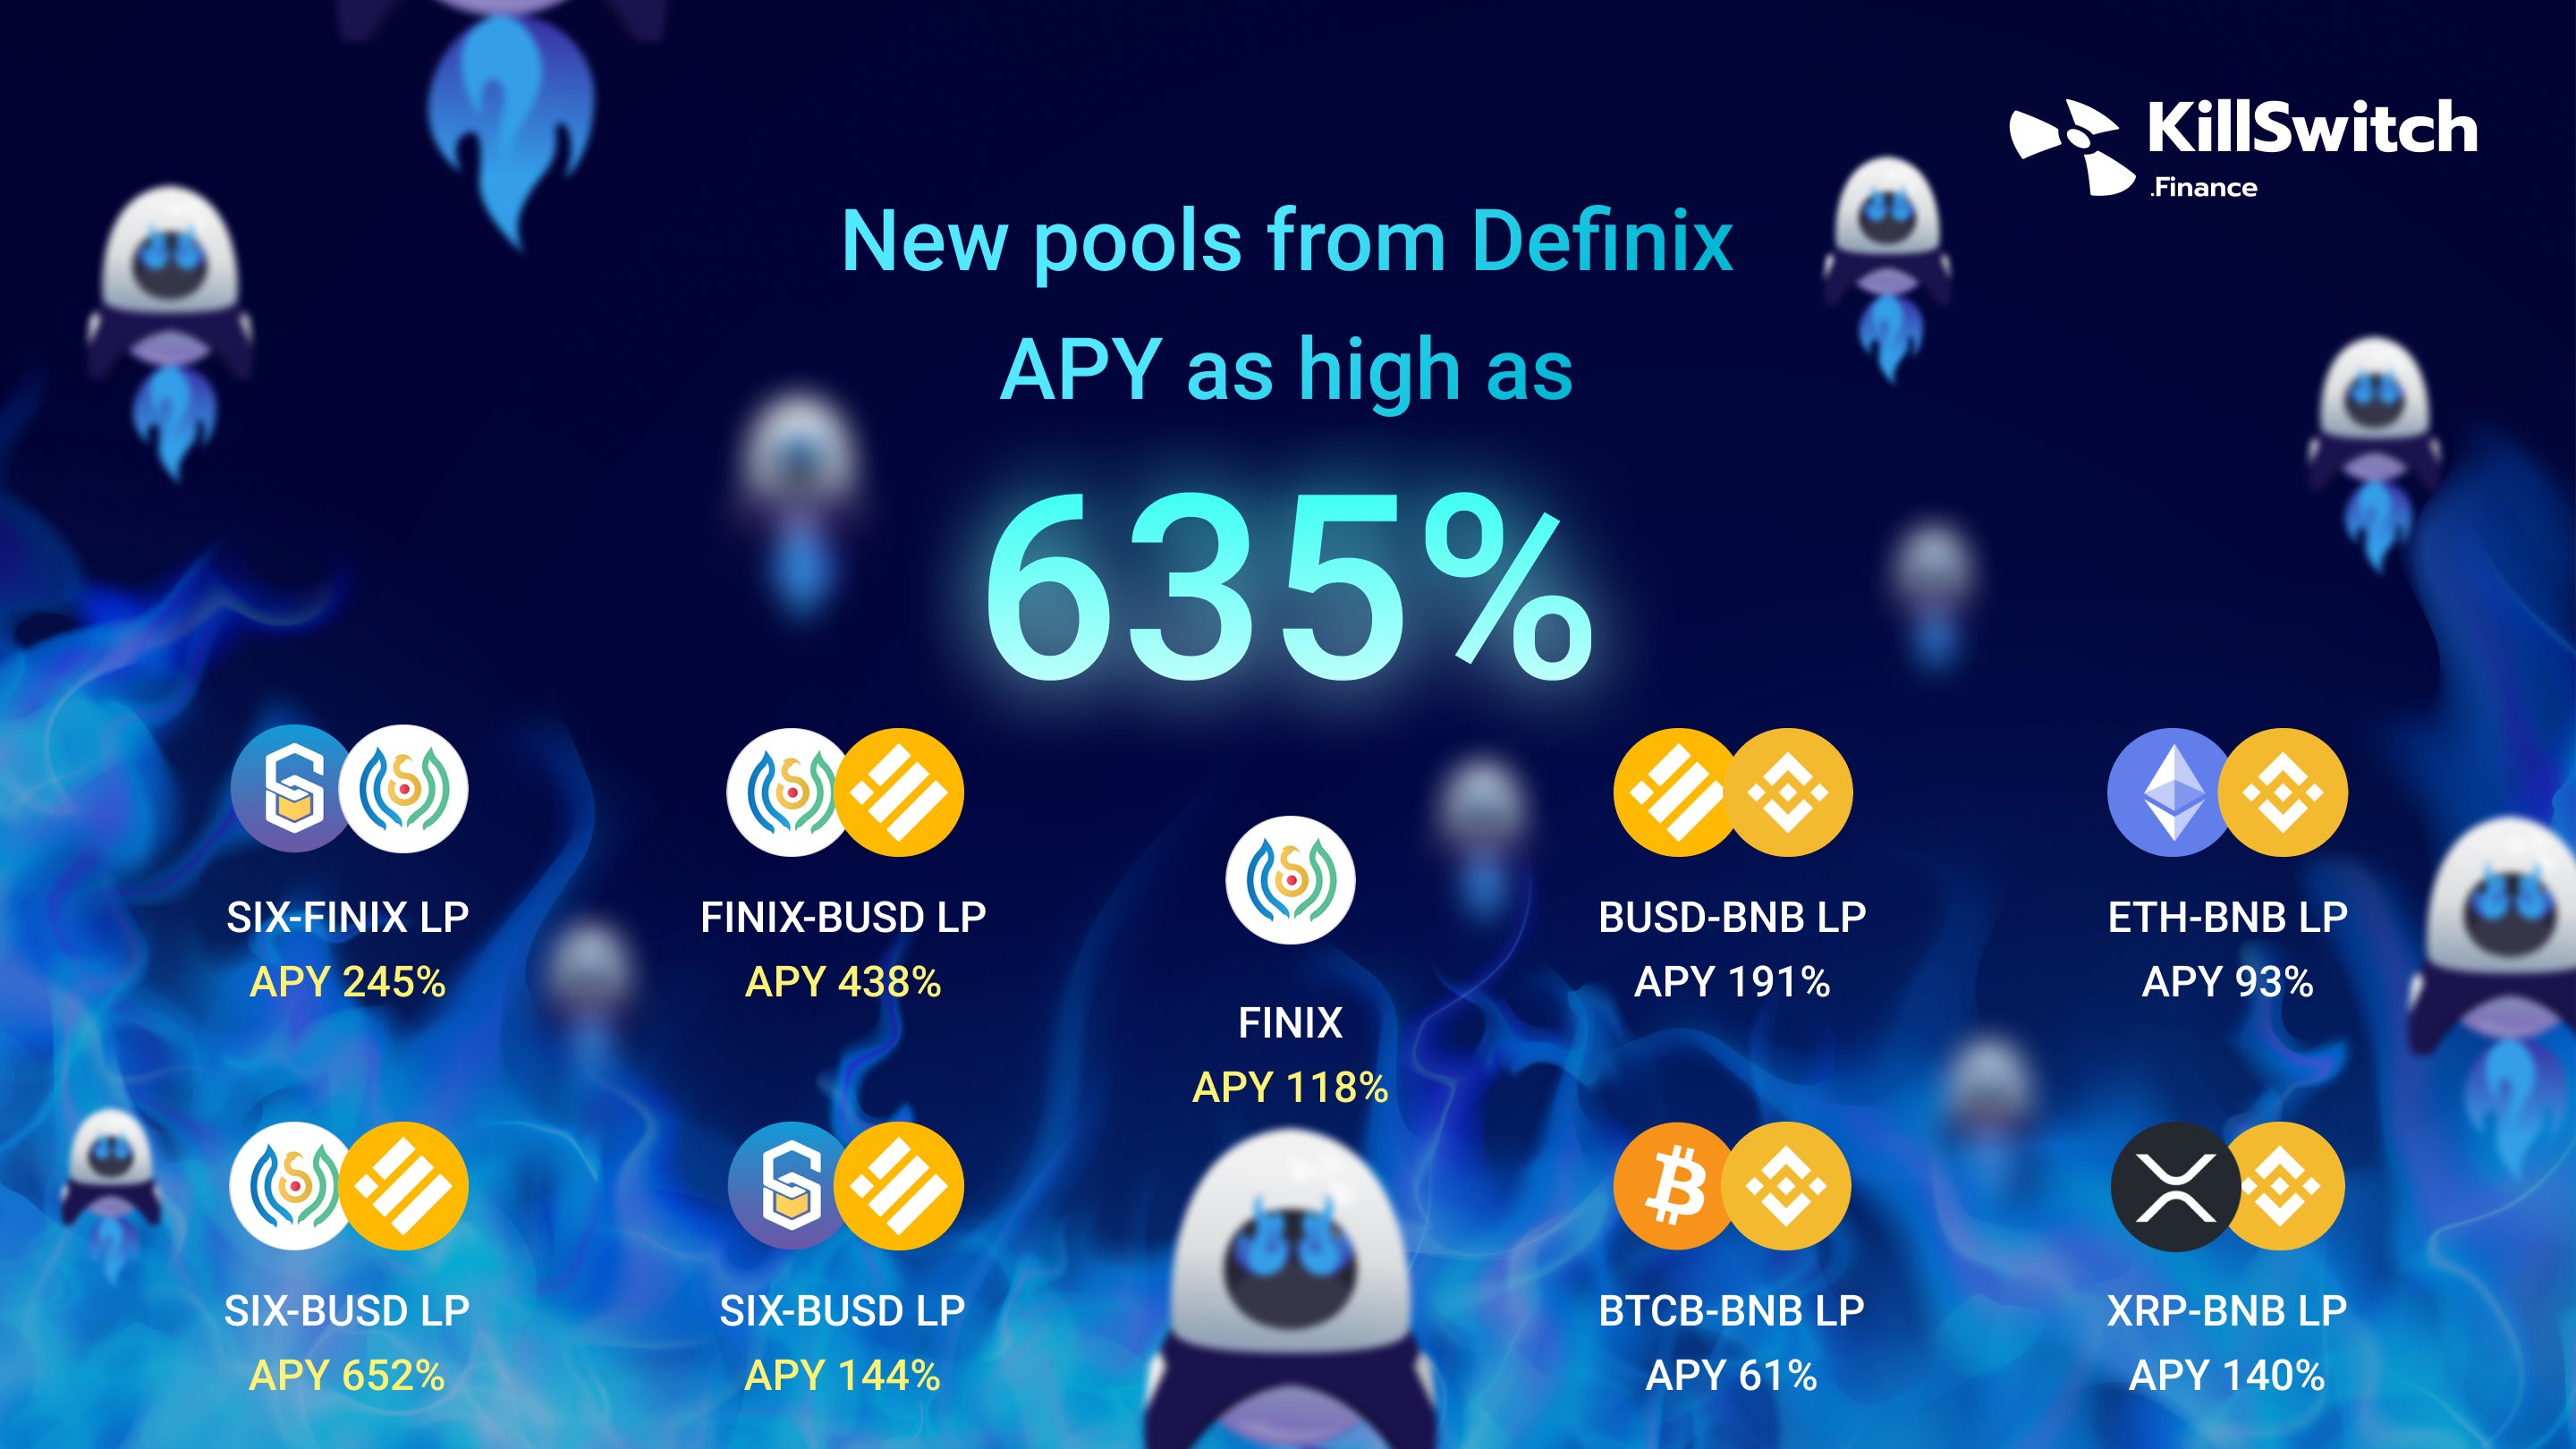 KillSwitch
.Finance
New pools from Definix
APY as high as
635%
SIX-FINIX LP
APY 245%
FINIX-BUSD LP
APY 438%
FINIX
APY 118%
BUSD-BNB LP
APY 191%
ETH-BNB LP
APY 93%
SIX-BUSD LP
APY 652%
SIX-BUSD LP
APY 144%
BTCB-BNB LP
APY 61%
XRP-BNB LP
APY 140%